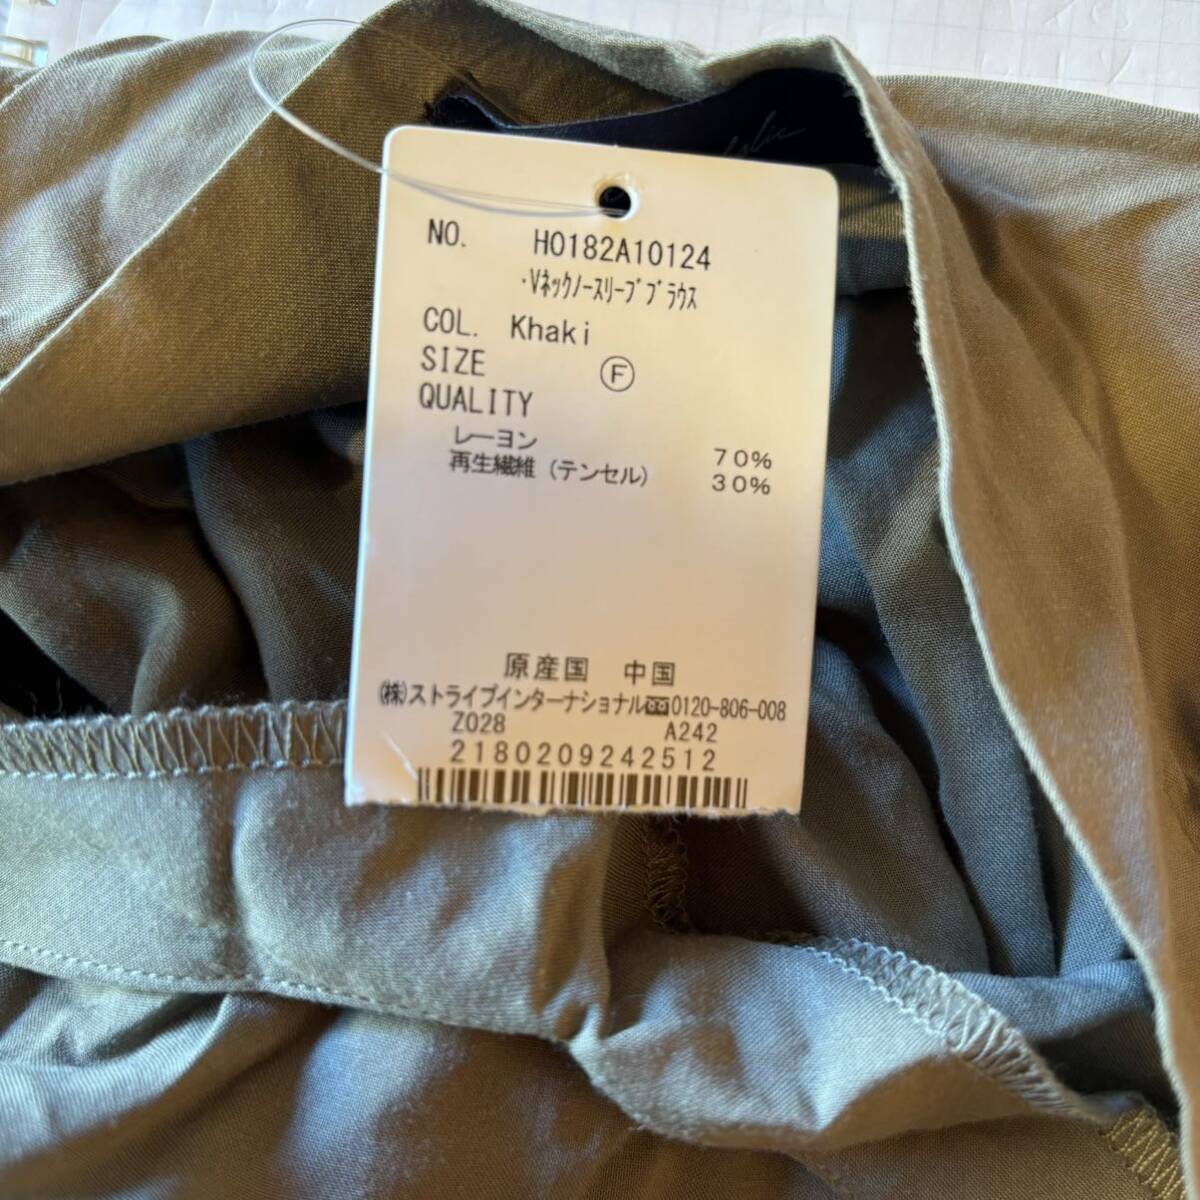 NO. H0182A10124
・Vネックノースリーブブラウス
COL. Khaki
SIZE Ⓕ
QUALITY
レーヨン 70%
再生繊維(テンセル) 30%
原産国 中国
㈱ストライプインターナショナル 0120-806-008
Z028 A242
2180209242512